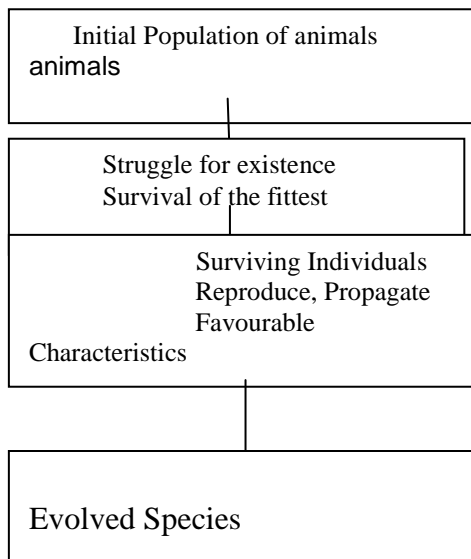 Initial Population of animals
animals
Struggle for existence
Survival of the fittest
Surviving Individuals
Reproduce, Propagate
Favourable
Characteristics
Evolved Species